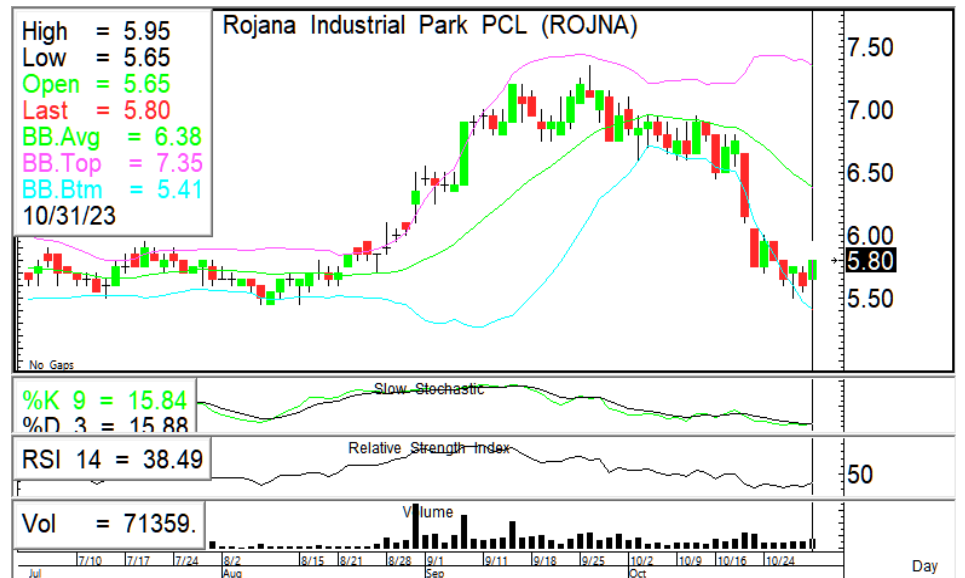 Rojana Industrial Park PCL (ROJNA)
High = 5.95
Low = 5.65
Open = 5.65
Last = 5.80
BB.Avg = 6.38
BB.Top = 7.35
BB.Btm = 5.41
10/31/23
7.50
7.00
6.50
6.00
5.80
5.50
No Gaps
Slow Stochastic
%K 9 = 15.84
%D 3 = 15.88
Relative Strength Index
RSI 14 = 38.49
50
Volume
Vol = 71359.
7/10 7/17 7/24 8/2 8/15 8/21 8/28 9/1 9/11 9/18 9/25 10/2 10/9 10/16 10/24
Jul Aug Sep Oct
Day